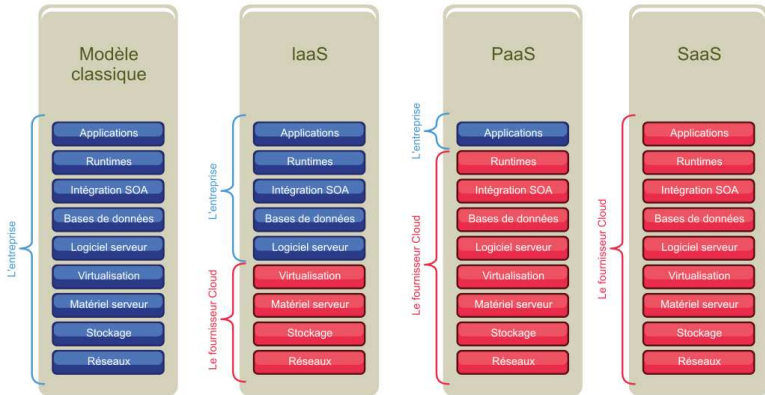 Modèle
classique
L'entreprise
Applications
Runtimes
Intégration SOA
Bases de données
Logiciel serveur
Virtualisation
Matériel serveur
Stockage
Réseaux
IaaS
L'entreprise
Le fournisseur Cloud
Applications
Runtimes
Intégration SOA
Bases de données
Logiciel serveur
Virtualisation
Matériel serveur
Stockage
Réseaux
PaaS
L'entreprise
Le fournisseur Cloud
Applications
Runtimes
Intégration SOA
Bases de données
Logiciel serveur
Virtualisation
Matériel serveur
Stockage
Réseaux
SaaS
Le fournisseur Cloud
Applications
Runtimes
Intégration SOA
Bases de données
Logiciel serveur
Virtualisation
Matériel serveur
Stockage
Réseaux